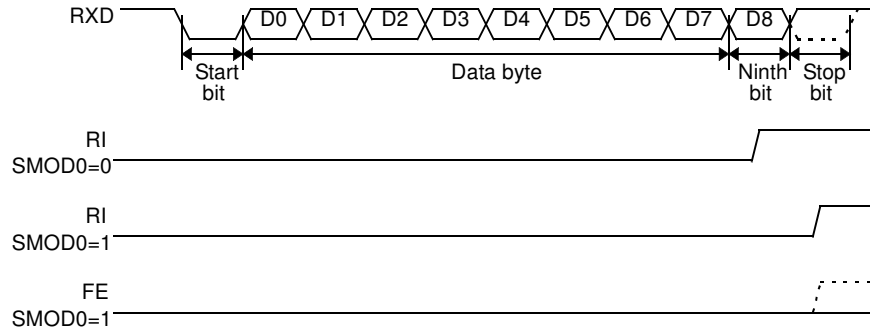 RXD D0 D1 D2 D3 D4 D5 D6 D7 D8
Start bit
Data byte
Ninth bit
Stop bit
RI
SMOD0=0
RI
SMOD0=1
FE
SMOD0=1